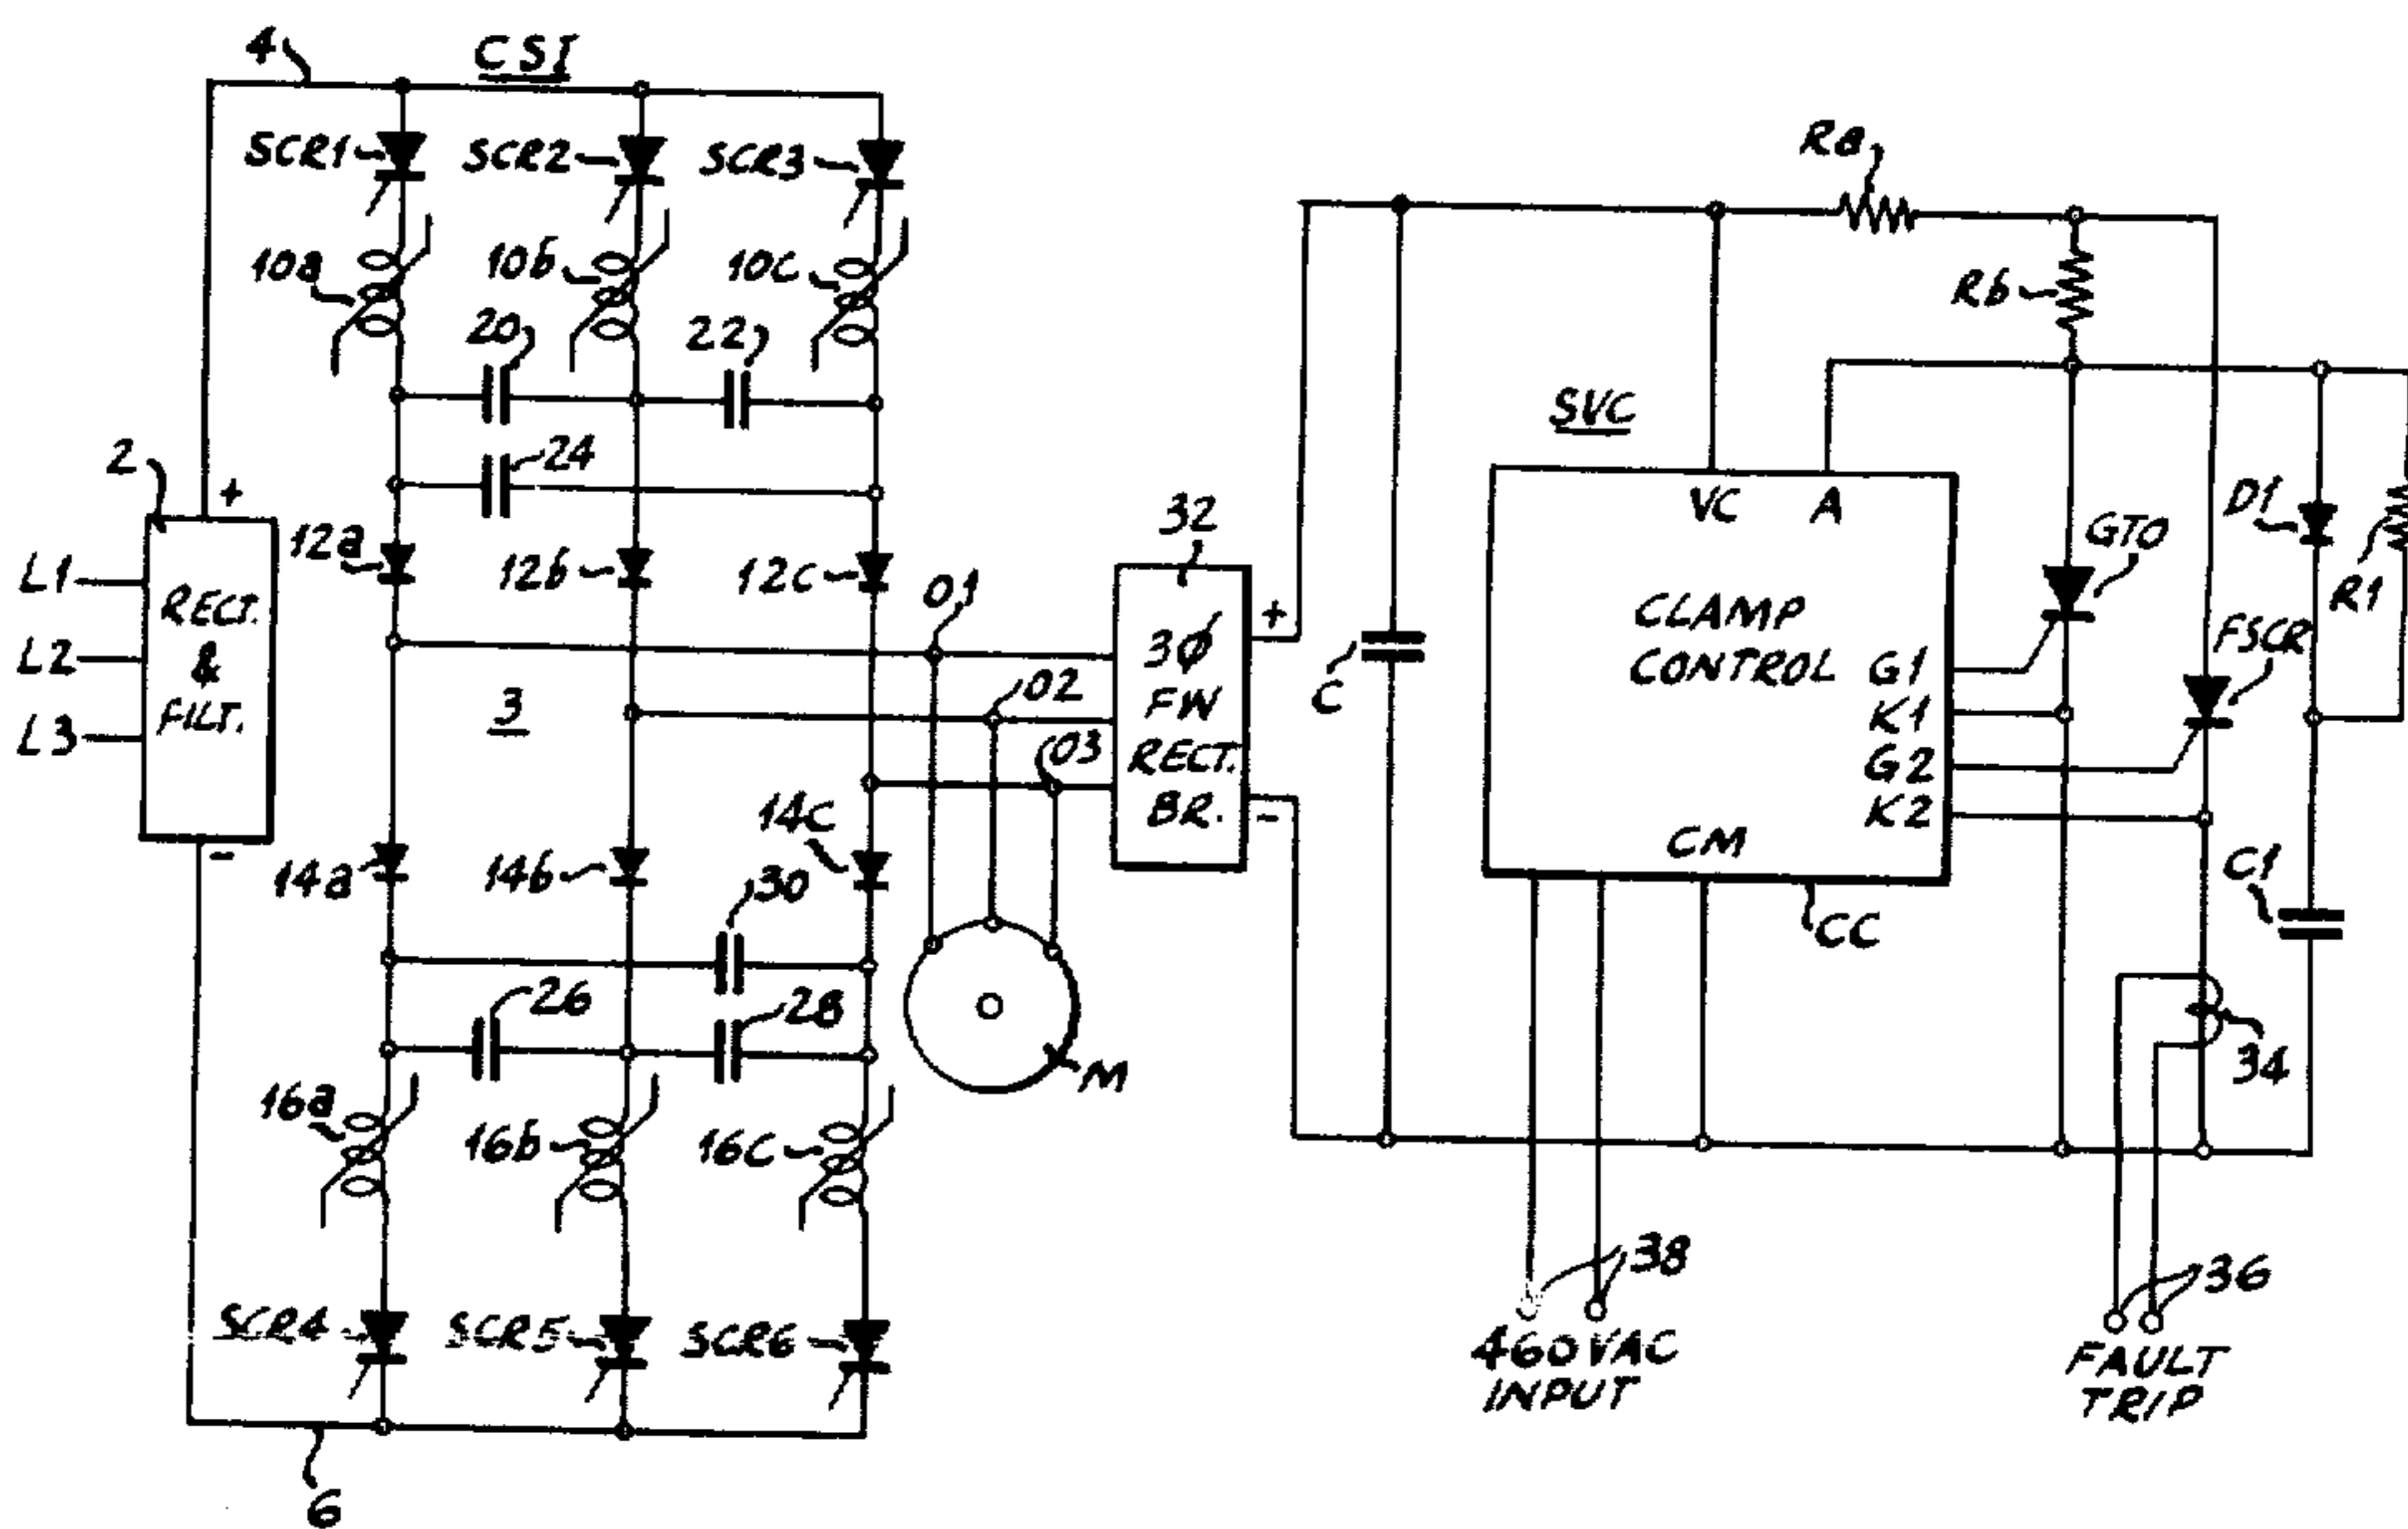 4
CSI
SCR1
SCR2
SCR3
Ra
10a
10b
10c
Rb
20
22
SVC
24
2
+
VC
A
D1
GTO
32
12a
12b
12c
L1
RECT.
&
FILT.
01
+
CLAMP
CONTROL
R1
FSCR
L2
3
02
3Ø
FW
RECT.
BR.
C
G1
K1
G2
K2
L3
03
14c
-
CM
-
14a
14b
30
CC
C1
26
28
34
M
16a
16b
16c
38
36
SCR4
SCR5
SCR6
460VAC
INPUT
FAULT
TRIP
6